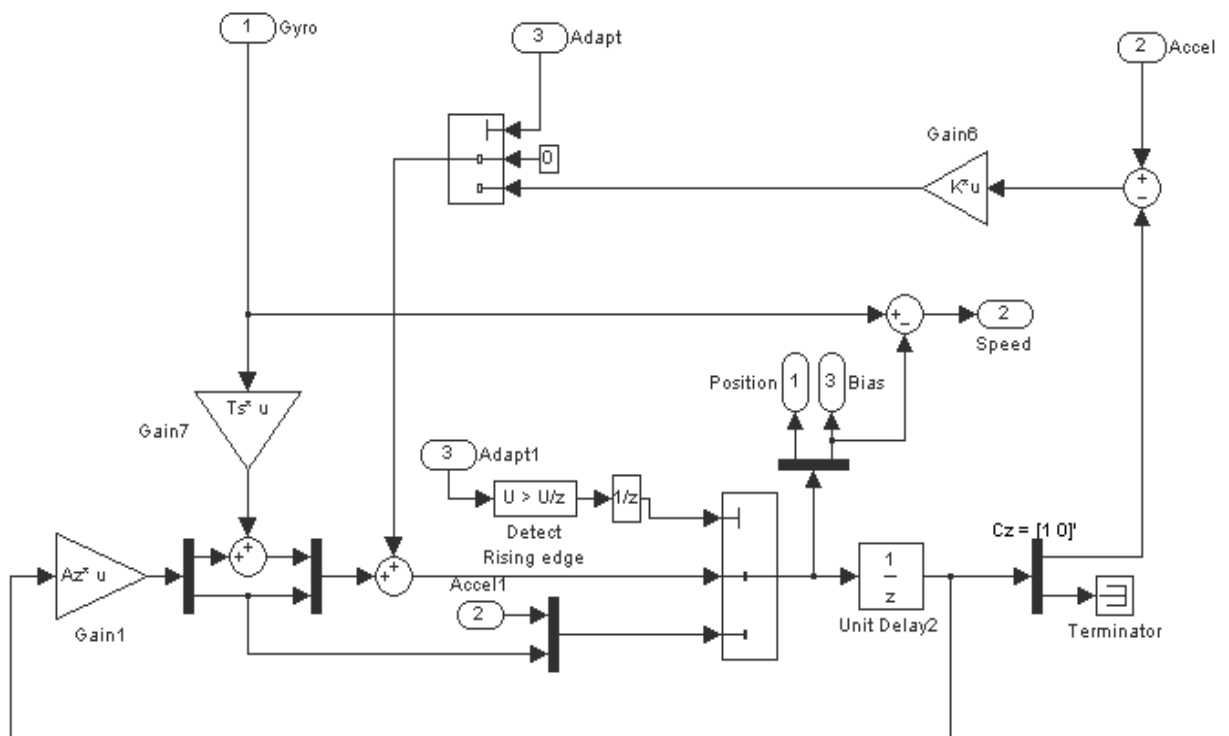 1
Gyro
3
Adapt
2
Accel
0
Gain6
K* u
+
−
+
−
2
Speed
Position
1
3
Bias
Ts* u
Gain7
3
Adapt1
U > U/z
1/z
Detect
Rising edge
+
+
Az* u
Gain1
+
+
Accel1
2
1
z
Unit Delay2
Cz = [1 0]'
Terminator